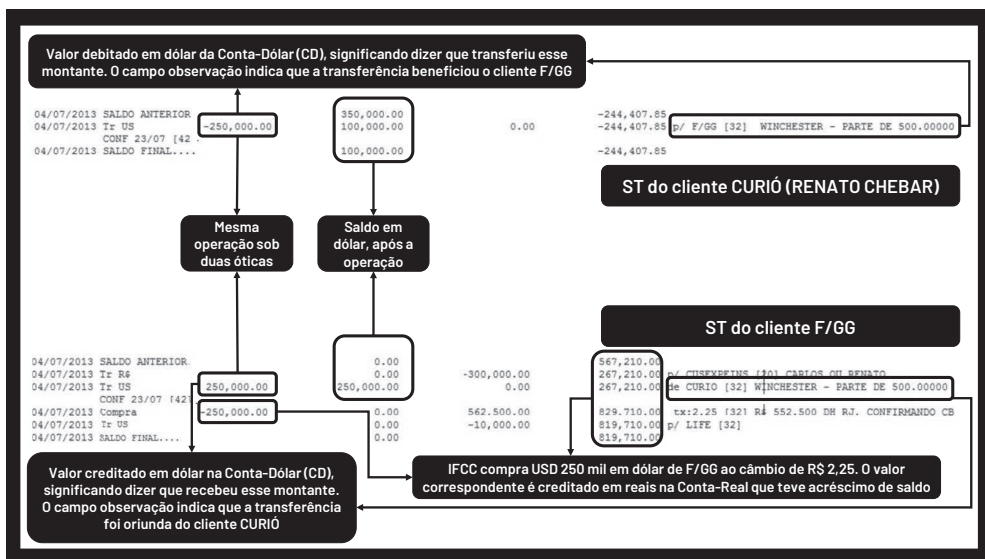 Valor debitado em dólar da Conta-Dólar (CD), significando dizer que transferiu esse
montante. O campo observação indica que a transferência beneficiou o cliente F/GG
04/07/2013 SALDO ANTERIOR 350,000.00 -244,407.85
04/07/2013 Tr US -250,000.00 100,000.00 0.00 -244,407.85 p/ F/GG [32] WINCHESTER - PARTE DE 500.00000
CONF 23/07 [42
04/07/2013 SALDO FINAL.... 100,000.00 -244,407.85
ST do cliente CURIÓ (RENATO CHEBAR)
Mesma
operação sob
duas óticas
Saldo em
dólar, após a
operação
ST do cliente F/GG
04/07/2013 SALDO ANTERIOR 0.00 567,210.00
04/07/2013 Tr R$ 0.00 -300,000.00 267,210.00 p/ CUSEXPEINS [20] CARLOS OU RENATO
04/07/2013 Tr US 250,000.00 250,000.00 0.00 267,210.00 de CURIO [32] WINCHESTER - PARTE DE 500.00000
CONF 23/07 [42]
04/07/2013 Compra -250,000.00 0.00 562.500.00 829.710.00 tx:2.25 [32] R$ 552.500 DH RJ. CONFIRMANDO CB
04/07/2013 Tr US 0.00 -10,000.00 819,710.00 p/ LIFE [32]
04/07/2013 SALDO FINAL.... 0.00 819,710.00
Valor creditado em dólar na Conta-Dólar (CD),
significando dizer que recebeu esse montante.
O campo observação indica que a transferência
foi oriunda do cliente CURIÓ
IFCC compra USD 250 mil em dólar de F/GG ao câmbio de R$ 2,25. O valor
correspondente é creditado em reais na Conta-Real que teve acréscimo de saldo